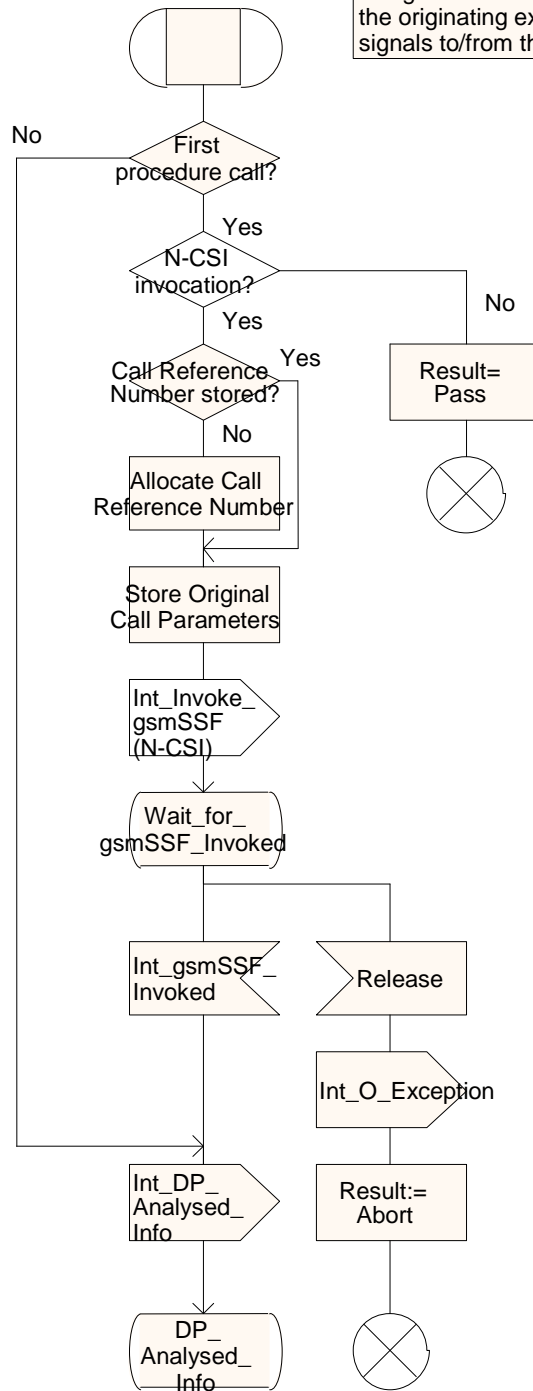 the originating ex
signals to/from th
No
First
procedure call?
Yes
N-CSI
invocation?
No
Yes
Call Reference
Number stored?
Yes
Result=
Pass
No
Allocate Call
Reference Number
Store Original
Call Parameters
Int_Invoke_
gsmSSF
(N-CSI)
Wait_for_
gsmSSF_Invoked
Int_gsmSSF_
Invoked
Release
Int_O_Exception
Int_DP_
Analysed_
Info
Result:=
Abort
DP_
Analysed_
Info